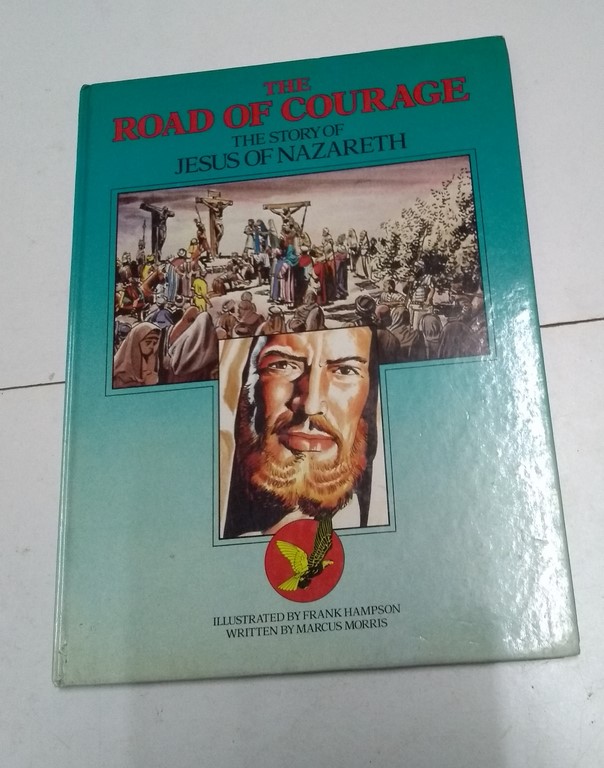 THE
ROAD OF COURAGE
THE STORY OF
JESUS OF NAZARETH
ILLUSTRATED BY FRANK HAMPSON
WRITTEN BY MARCUS MORRIS